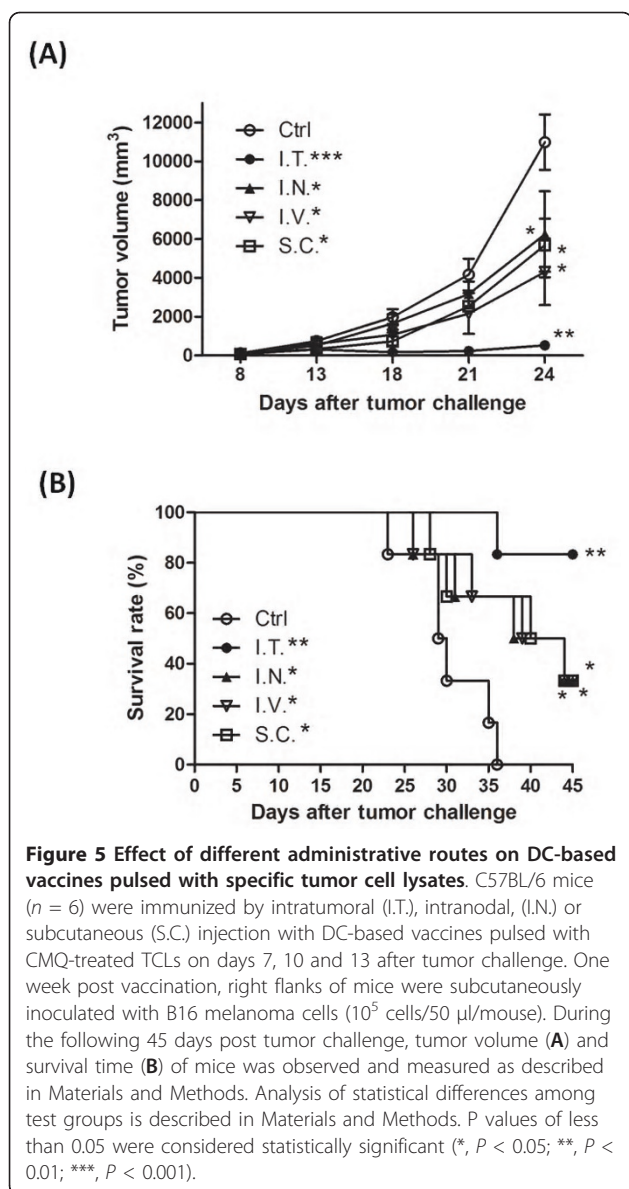 (A)
Tumor volume (mm³)
12000
10000
8000
6000
4000
2000
0
Ctrl
I.T.***
I.N.*
I.V.*
S.C.*
*
*
*
**
8 13 18 21 24
Days after tumor challenge
(B)
Survival rate (%)
100
80
60
40
20
0
Ctrl
I.T.**
I.N.*
I.V.*
S.C.*
**
*
* *
0 5 10 15 20 25 30 35 40 45
Days after tumor challenge
Figure 5 Effect of different administrative routes on DC-based
vaccines pulsed with specific tumor cell lysates. C57BL/6 mice
(n = 6) were immunized by intratumoral (I.T.), intranodal, (I.N.) or
subcutaneous (S.C.) injection with DC-based vaccines pulsed with
CMQ-treated TCLs on days 7, 10 and 13 after tumor challenge. One
week post vaccination, right flanks of mice were subcutaneously
inoculated with B16 melanoma cells (10⁵ cells/50 μl/mouse). During
the following 45 days post tumor challenge, tumor volume (A) and
survival time (B) of mice was observed and measured as described
in Materials and Methods. Analysis of statistical differences among
test groups is described in Materials and Methods. P values of less
than 0.05 were considered statistically significant (*, P < 0.05; **, P <
0.01; ***, P < 0.001).